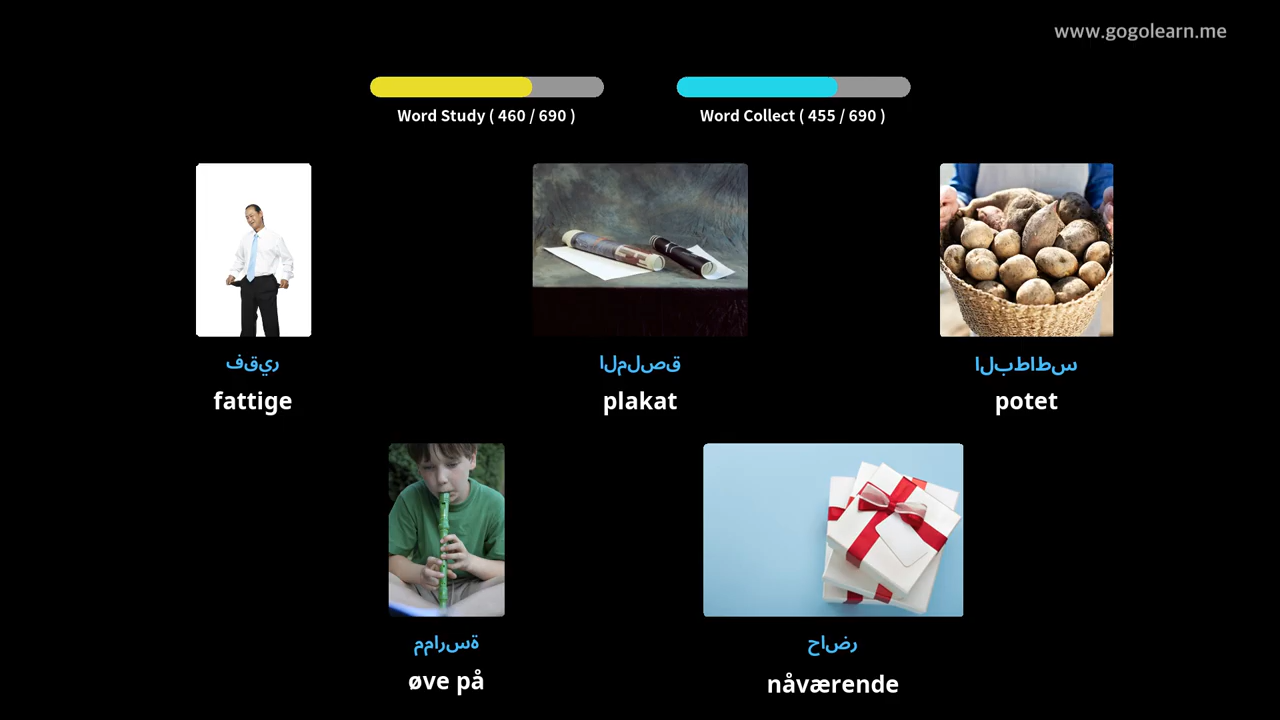 www.gogolearn.me
Word Study ( 460 / 690 )
Word Collect ( 455 / 690 )
فقير
fattige
الملصق
plakat
البطاطس
potet
ممارسة
øve på
حاضر
nåværende